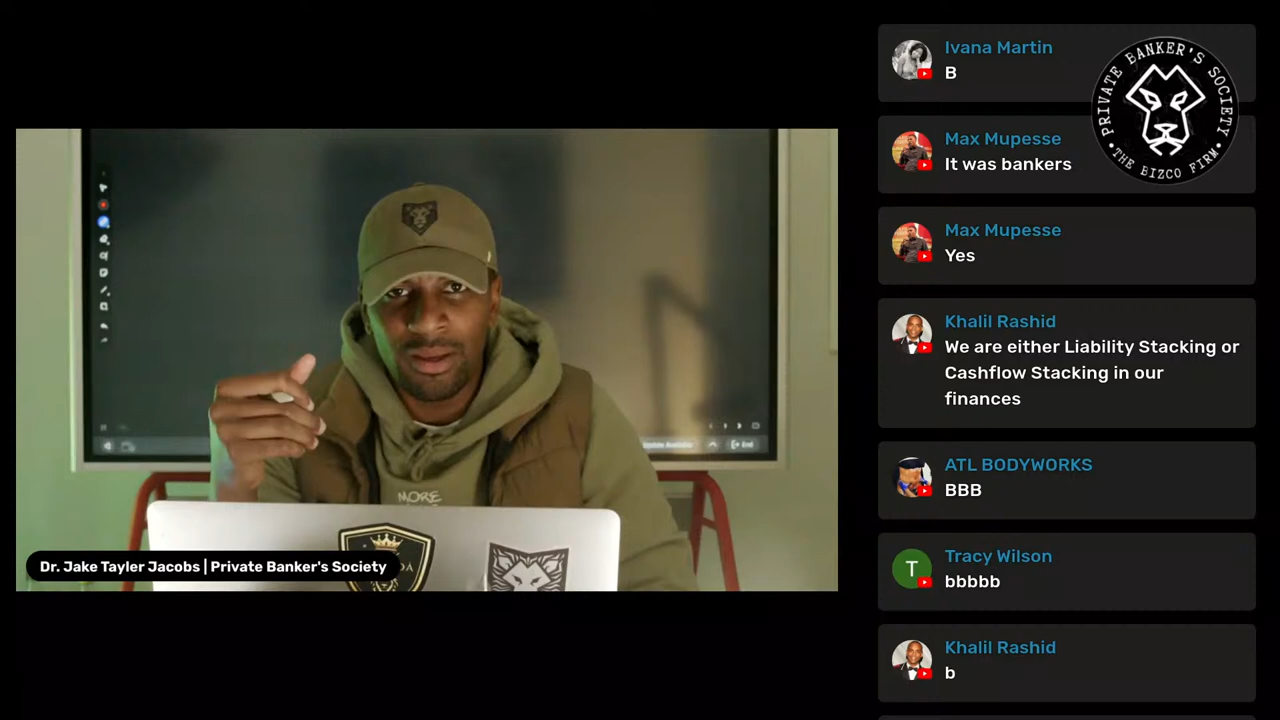 MORE
Dr. Jake Tayler Jacobs | Private Banker's Society
Ivana Martin
B
PRIVATE BANKER'S SOCIETY
• THE BIZCO FIRM •
Max Mupesse
It was bankers
Max Mupesse
Yes
Khalil Rashid
We are either Liability Stacking or
Cashflow Stacking in our
finances
ATL BODYWORKS
BBB
T
Tracy Wilson
bbbbb
Khalil Rashid
b
End